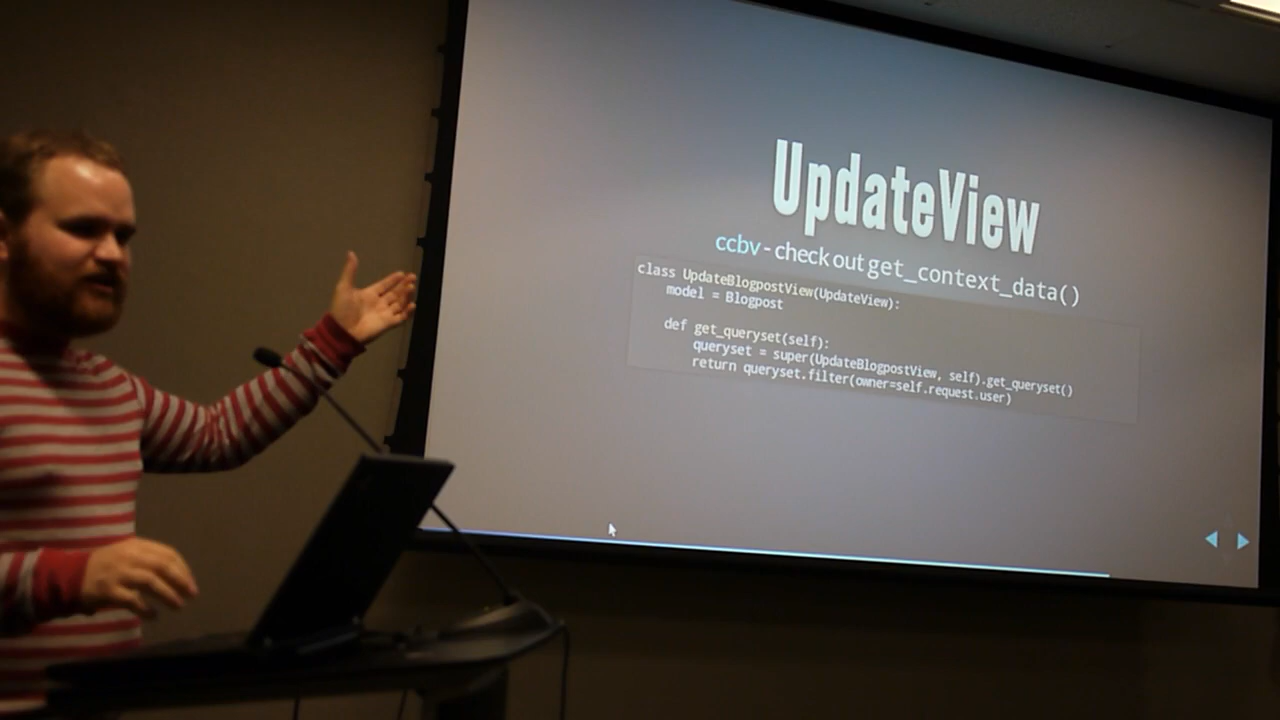 UpdateView
ccbv - check out get_context_data()
class UpdateBlogpostView(UpdateView):
model = Blogpost
def get_queryset(self):
queryset = super(UpdateBlogpostView, self).get_queryset()
return queryset.filter(owner=self.request.user)